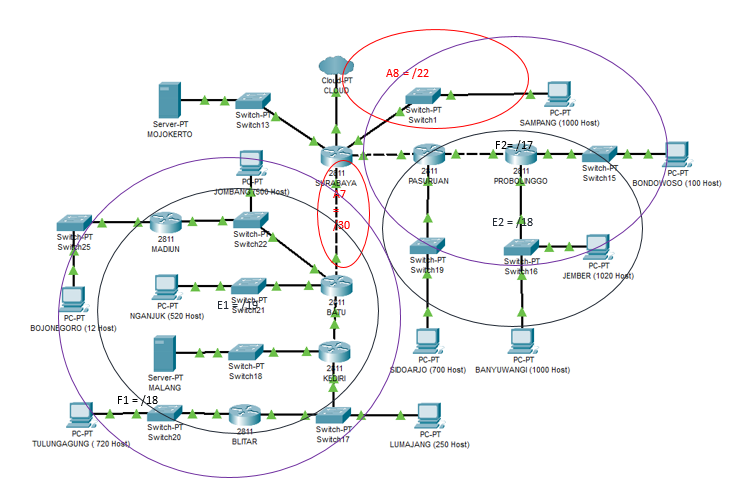 A8 = /22
Cloud-PT
CLOUD
Switch-PT
Switch1
PC-PT
SAMPANG (1000 Host)
Server-PT
MOJOKERTO
Switch-PT
Switch13
2811
SURABAYA
2811
PASURUAN
F2= /17
2811
PROBOLINGGO
Switch-PT
Switch15
PC-PT
BONDOWOSO (100 Host)
PC-PT
JOMBANG (500 Host)
A7
=
/30
E2 = /18
Switch-PT
Switch25
2811
MADIUN
Switch-PT
Switch22
Switch-PT
Switch19
Switch-PT
Switch16
PC-PT
JEMBER (1020 Host)
PC-PT
BOJONEGORO (12 Host)
PC-PT
NGANJUK (520 Host)
Switch-PT
Switch21
E1 = /19
2811
BATU
Server-PT
MALANG
Switch-PT
Switch18
2811
KEDIRI
PC-PT
SIDOARJO (700 Host)
PC-PT
BANYUWANGI (1000 Host)
F1 = /18
PC-PT
TULUNGAGUNG ( 720 Host)
Switch-PT
Switch20
2811
BLITAR
Switch-PT
Switch17
PC-PT
LUMAJANG (250 Host)